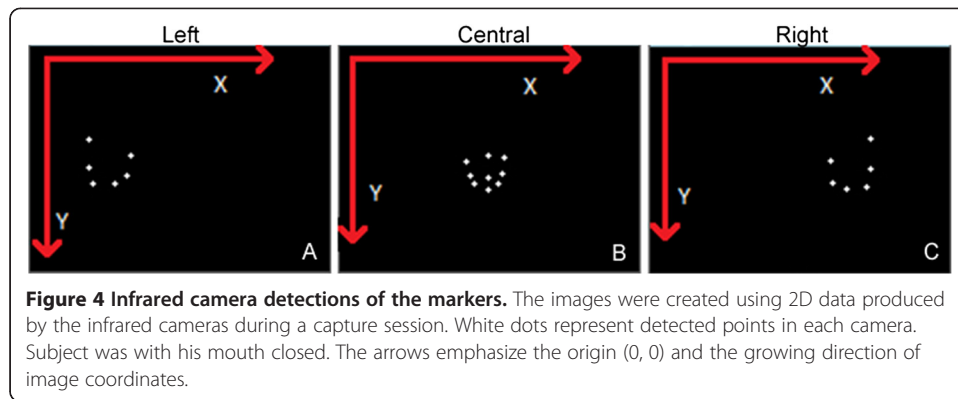 Left Central Right
X X X
Y Y Y
A B C
Figure 4 Infrared camera detections of the markers. The images were created using 2D data produced
by the infrared cameras during a capture session. White dots represent detected points in each camera.
Subject was with his mouth closed. The arrows emphasize the origin (0, 0) and the growing direction of
image coordinates.